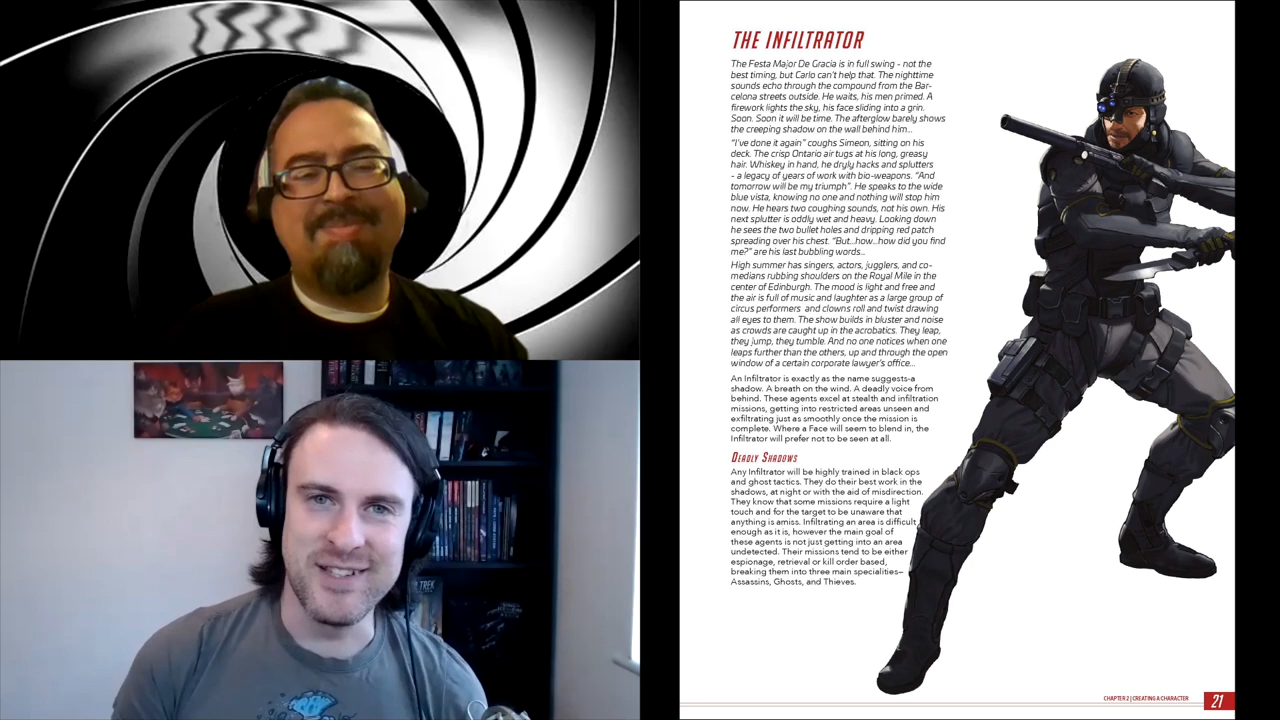 THE INFILTRATOR
The Festa Major De Gracia is in full swing - not the
best timing, but Carlo can't help that. The nighttime
sounds echo through the compound from the Bar-
celona streets outside. He waits, his men primed. A
firework lights the sky, his face sliding into a grin.
Soon. Soon it will be time. The afterglow barely shows
the creeping shadow on the wall behind him...
"I've done it again" coughs Simeon, sitting on his
deck. The crisp Ontario air tugs at his long, greasy
hair. Whiskey in hand, he dryly hacks and splutters
- a legacy of years of work with bio-weapons. "And
tomorrow will be my triumph". He speaks to the wide
blue vista, knowing no one and nothing will stop him
now. He hears two coughing sounds, not his own. His
next splutter is oddly wet and heavy. Looking down
he sees the two bullet holes and dripping red patch
spreading over his chest. "But...how...how did you find
me?" are his last bubbling words...
High summer has singers, actors, jugglers, and co-
medians rubbing shoulders on the Royal Mile in the
center of Edinburgh. The mood is light and free and
the air is full of music and laughter as a large group of
circus performers and clowns roll and twist drawing
all eyes to them. The show builds in bluster and noise
as crowds are caught up in the acrobatics. They leap,
they jump, they tumble. And no one notices when one
leaps further than the others, up and through the open
window of a certain corporate lawyer's office...
An Infiltrator is exactly as the name suggests-a
shadow. A breath on the wind. A deadly voice from
behind. These agents excel at stealth and infiltration
missions, getting into restricted areas unseen and
exfiltrating just as smoothly once the mission is
complete. Where a Face will seem to blend in, the
Infiltrator will prefer not to be seen at all.
DEADLY SHADOWS
Any Infiltrator will be highly trained in black ops
and ghost tactics. They do their best work in the
shadows, at night or with the aid of misdirection.
They know that some missions require a light
touch and for the target to be unaware that
anything is amiss. Infiltrating an area is difficult
enough as it is, however the main goal of
these agents is not just getting into an area
undetected. Their missions tend to be either
espionage, retrieval or kill order based,
breaking them into three main specialities–
Assassins, Ghosts, and Thieves.
TREK
CHAPTER 2 | CREATING A CHARACTER
21